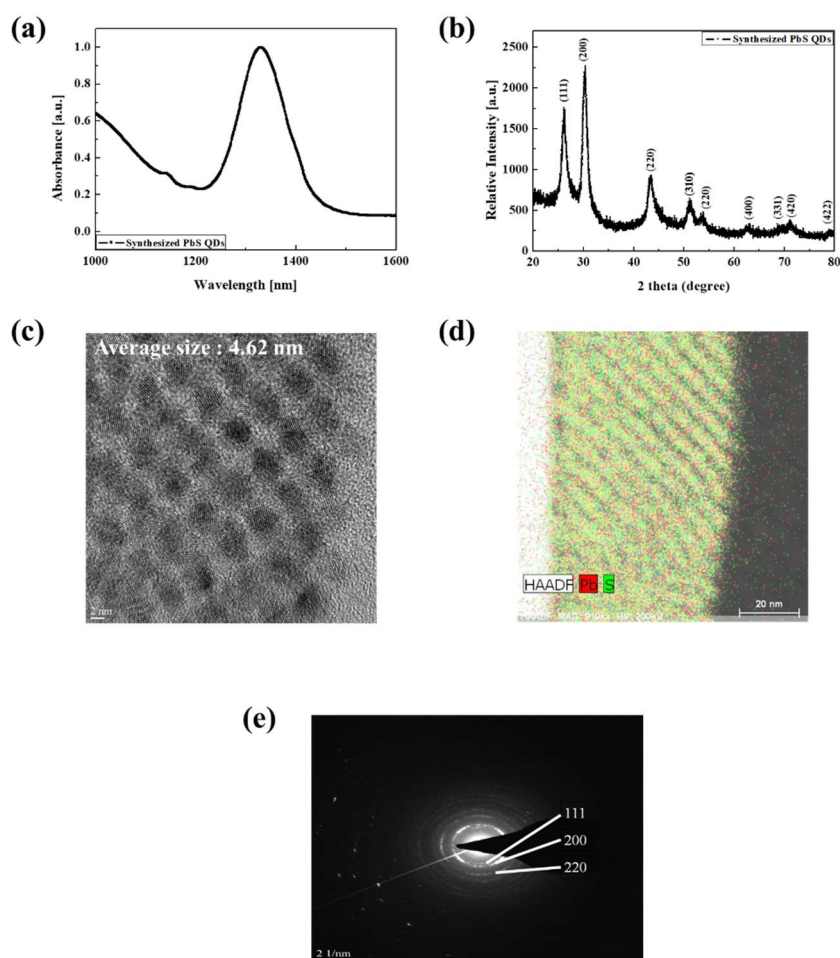 (a)
1.0
0.8
0.6
0.4
0.2
0.0
Absorbance [a.u.]
Synthesized PbS QDs
1000 1200 1400 1600
Wavelength [nm]
(b)
2500
2000
1500
1000
500
0
Relative Intensity [a.u.]
Synthesized PbS QDs
(111)
(200)
(220)
(310)
(220)
(400)
(331)
(420)
(422)
20 30 40 50 60 70 80
2 theta (degree)
(c)
Average size : 4.62 nm
2 nm
(d)
HAADF Pb S
20 nm
(e)
111
200
220
2 1/nm